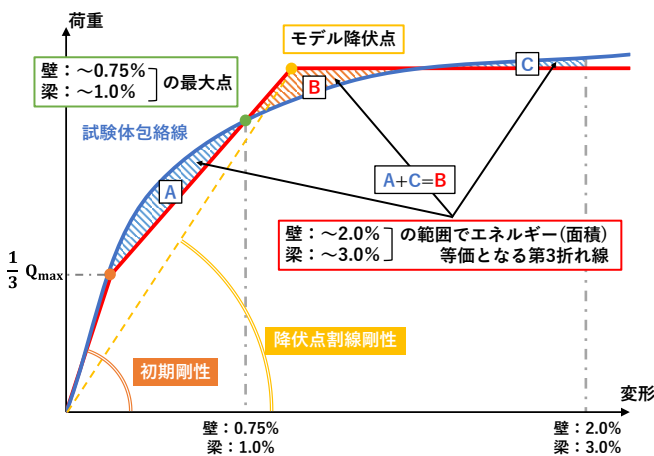 荷重
モデル降伏点
壁：～0.75%
梁：～1.0%
の最大点
試験体包絡線
A
B
C
A+C=B
壁：～2.0%
梁：～3.0%
の範囲でエネルギー(面積)
等価となる第3折れ線
1/3 Qmax
降伏点割線剛性
初期剛性
変形
壁：0.75%
梁：1.0%
壁：2.0%
梁：3.0%